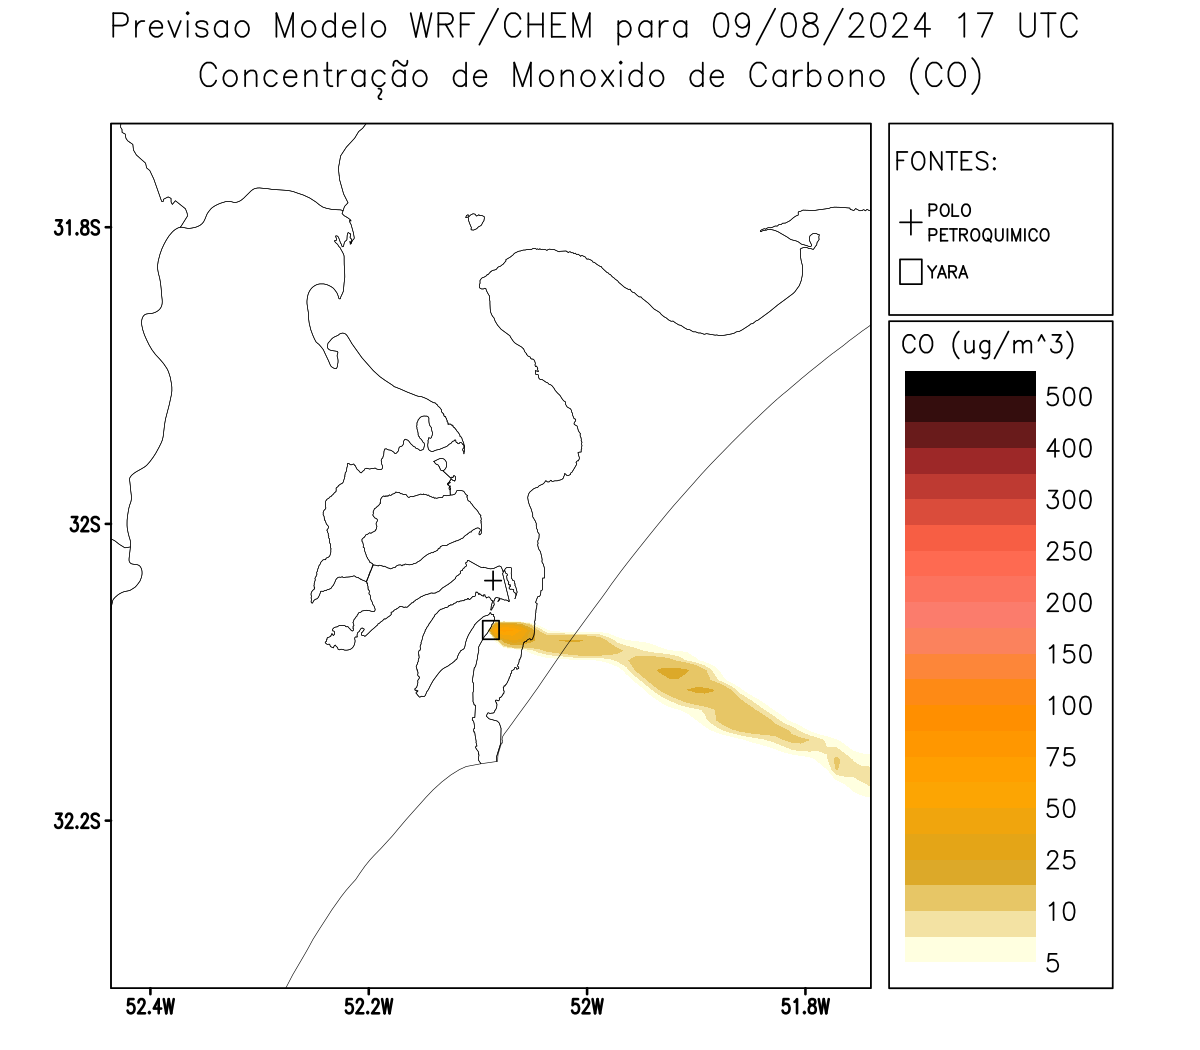 Previsao Modelo WRF/CHEM para 09/08/2024 17 UTC
Concentração de Monoxido de Carbono (CO)
FONTES:
POLO
PETROQUIMICO
YARA
CO (ug/m^3)
500
400
300
250
200
150
100
75
50
25
10
5
31.8S
32S
32.2S
52.4W
52.2W
52W
51.8W